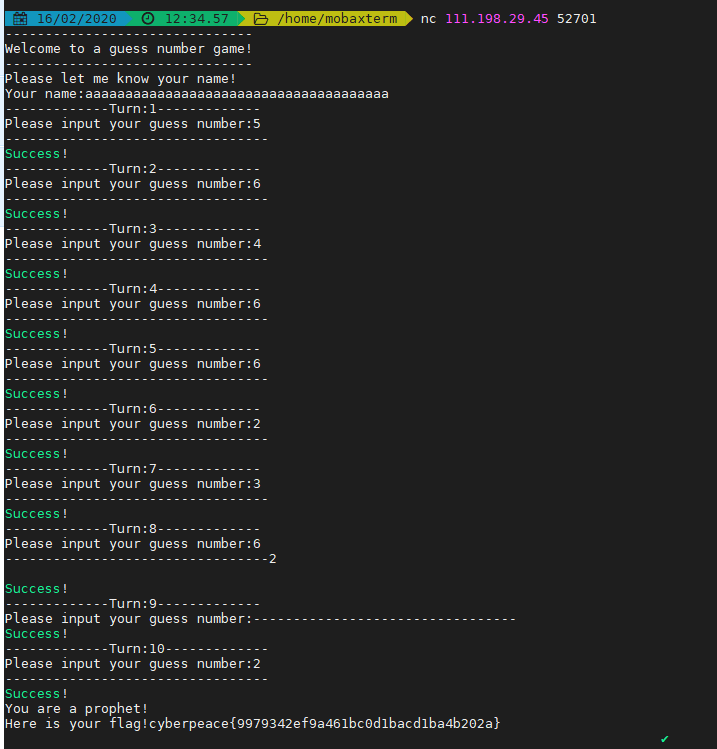 16/02/2020 12:34.57 /home/mobaxterm nc 111.198.29.45 52701
-------------------------------
Welcome to a guess number game!
-------------------------------
Please let me know your name!
Your name:aaaaaaaaaaaaaaaaaaaaaaaaaaaaaaaaaaaaaa
-------------Turn:1-------------
Please input your guess number:5
---------------------------------
Success!
-------------Turn:2-------------
Please input your guess number:6
---------------------------------
Success!
-------------Turn:3-------------
Please input your guess number:4
---------------------------------
Success!
-------------Turn:4-------------
Please input your guess number:6
---------------------------------
Success!
-------------Turn:5-------------
Please input your guess number:6
---------------------------------
Success!
-------------Turn:6-------------
Please input your guess number:2
---------------------------------
Success!
-------------Turn:7-------------
Please input your guess number:3
---------------------------------
Success!
-------------Turn:8-------------
Please input your guess number:6
---------------------------------2
Success!
-------------Turn:9-------------
Please input your guess number:---------------------------------
Success!
-------------Turn:10-------------
Please input your guess number:2
---------------------------------
Success!
You are a prophet!
Here is your flag!cyberpeace{9979342ef9a461bc0d1bacd1ba4b202a}